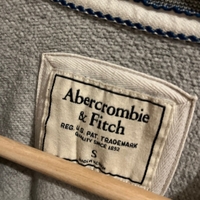 Abercrombie
& Fitch
REG. U.S. PAT. TRADEMARK
QUALITY SINCE 1892
S